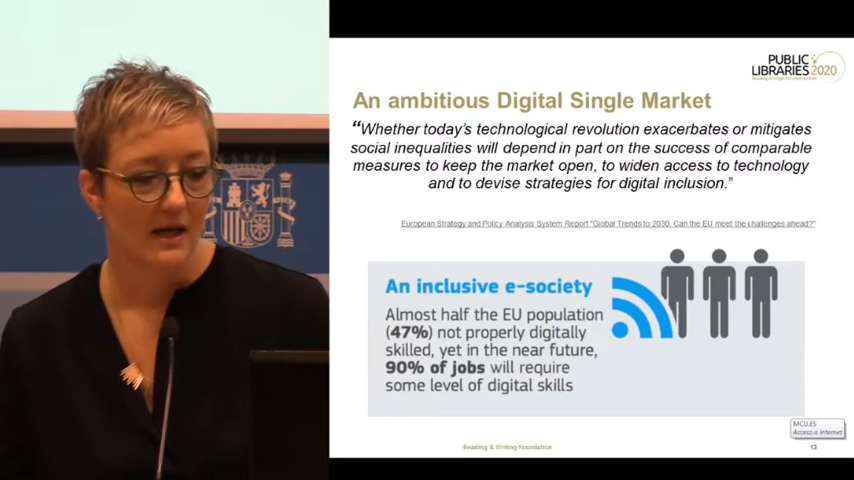 PUBLIC
LIBRARIES 2020
An ambitious Digital Single Market
“Whether today's technological revolution exacerbates or mitigates
social inequalities will depend in part on the success of comparable
measures to keep the market open, to widen access to technology
and to devise strategies for digital inclusion.”
European Strategy and Policy Analysis System Report "Global Trends to 2030: Can the EU meet the challenges ahead?"
An inclusive e-society
Almost half the EU population
(47%) not properly digitally
skilled, yet in the near future,
90% of jobs will require
some level of digital skills
MCU.ES
Acceso a Internet
Reading & Writing Foundation
13